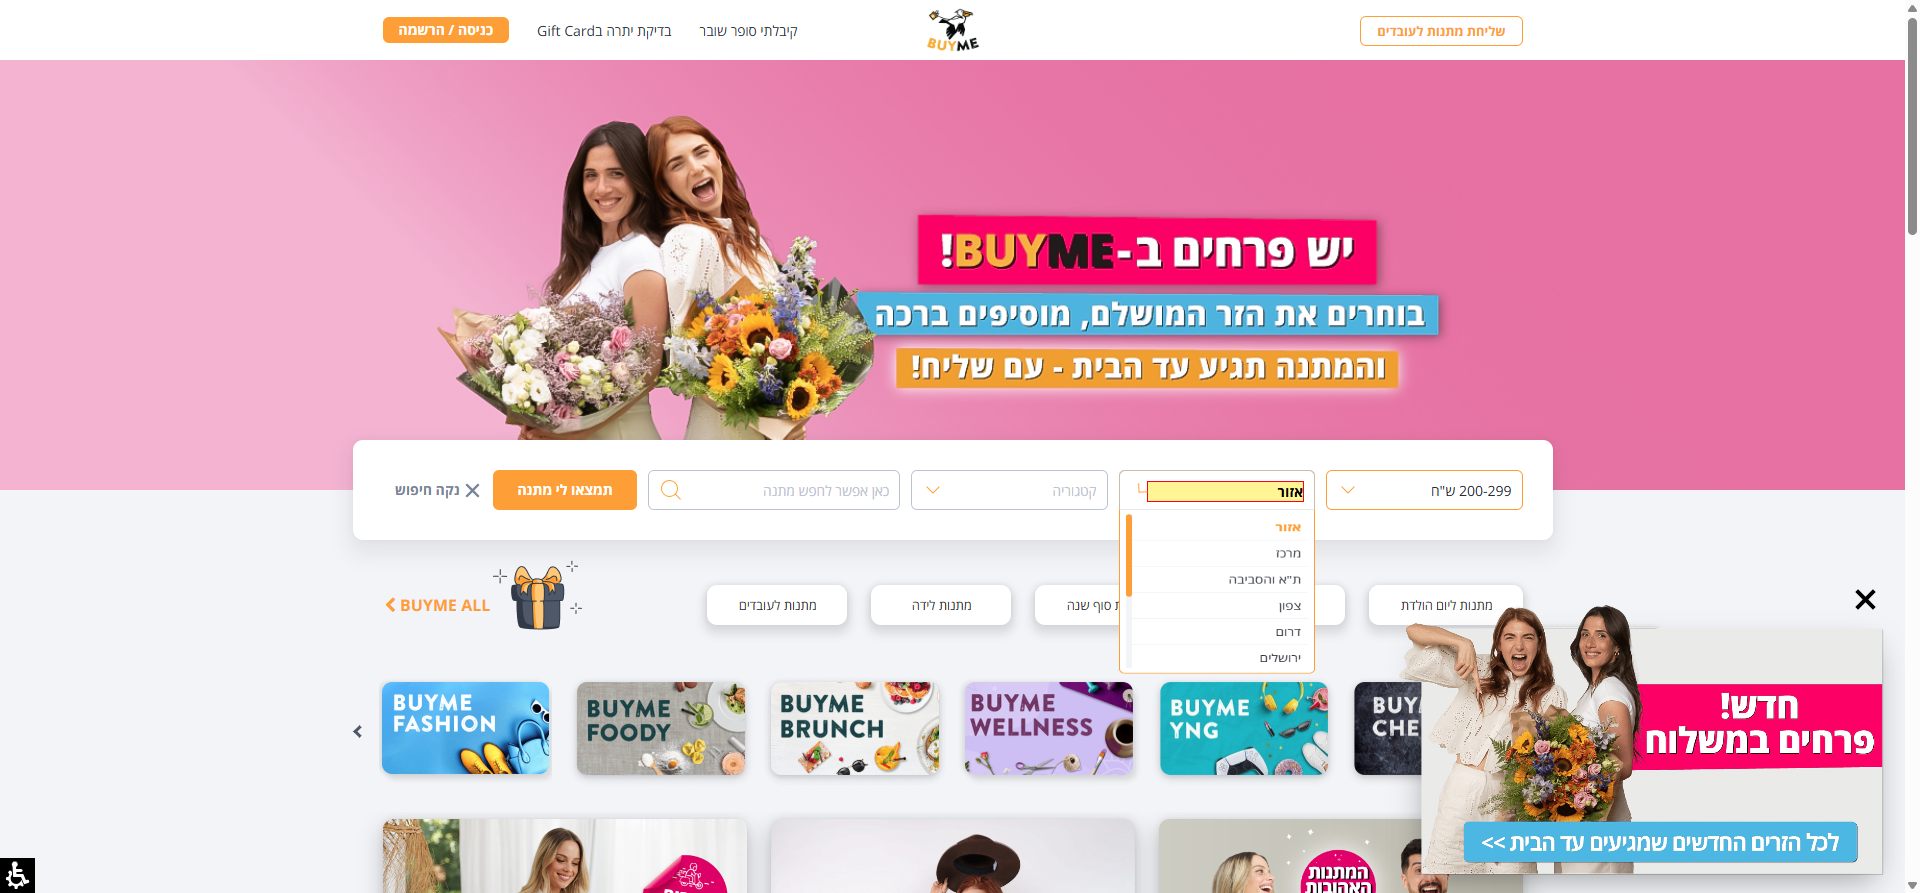 שליחת מתנות לעובדים
BUYME
קיבלתי סופר שובר
בדיקת יתרה בGift Card
כניסה / הרשמה
יש פרחים ב-BUYME!
בוחרים את הזר המושלם, מוסיפים ברכה
והמתנה תגיע עד הבית - עם שליח!
200-299 ש"ח
אזור
קטגוריה
כאן אפשר לחפש מתנה
תמצאו לי מתנה
נקה חיפוש
אזור
מרכז
ת"א והסביבה
צפון
דרום
ירושלים
מתנות ליום הולדת
סוף שנה
מתנות לידה
מתנות לעובדים
BUYME ALL
BUYME
FASHION
BUYME
FOODY
BUYME
BRUNCH
BUYME
WELLNESS
BUYME
YNG
חדש!
פרחים במשלוח
לכל הזרים החדשים שמגיעים עד הבית >>
המתנות
האהובות